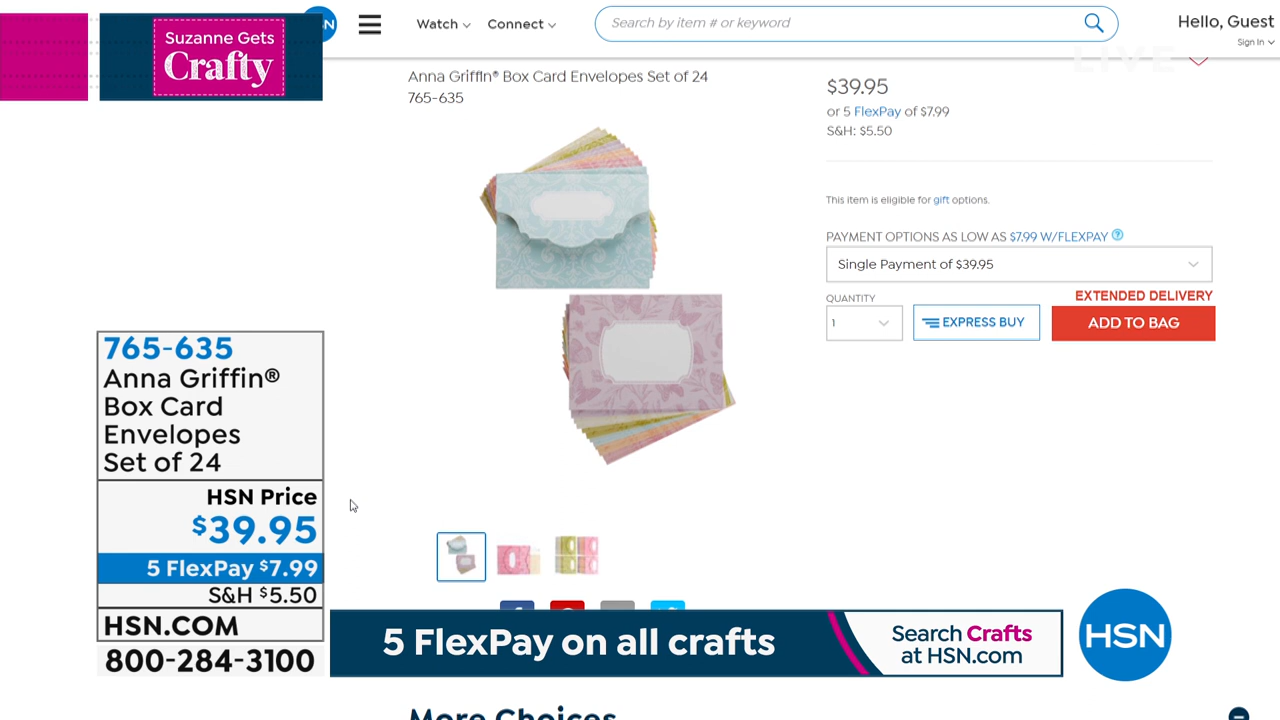 Suzanne Gets
Crafty
HSN
Watch
Connect
Search by item # or keyword
Hello, Guest
Sign In
LIVE
Anna Griffin® Box Card Envelopes Set of 24
765-635
$39.95
or 5 FlexPay of $7.99
S&H: $5.50
This item is eligible for gift options.
PAYMENT OPTIONS AS LOW AS $7.99 W/FLEXPAY ?
Single Payment of $39.95
QUANTITY
EXTENDED DELIVERY
1
EXPRESS BUY
ADD TO BAG
765-635
Anna Griffin®
Box Card
Envelopes
Set of 24
HSN Price
$39.95
5 FlexPay $7.99
S&H $5.50
HSN.COM
800-284-3100
5 FlexPay on all crafts
Search Crafts
at HSN.com
HSN
More Choices